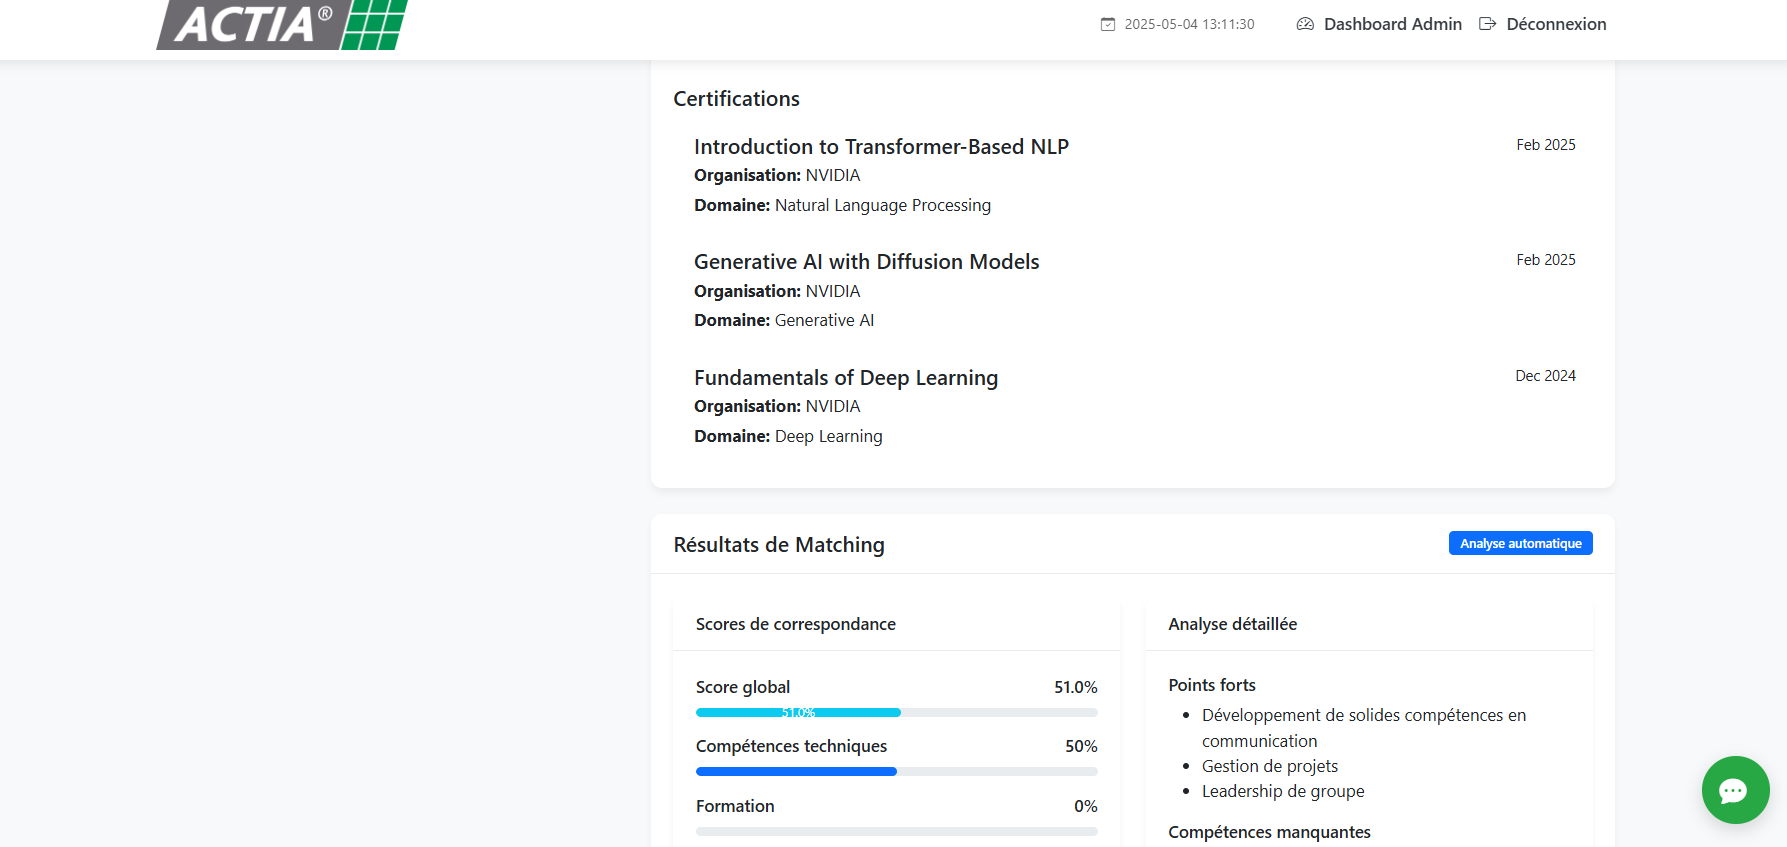 ACTIA®
2025-05-04 13:11:30
Dashboard Admin
Déconnexion
Certifications
Introduction to Transformer-Based NLP
Feb 2025
Organisation: NVIDIA
Domaine: Natural Language Processing
Generative AI with Diffusion Models
Feb 2025
Organisation: NVIDIA
Domaine: Generative AI
Fundamentals of Deep Learning
Dec 2024
Organisation: NVIDIA
Domaine: Deep Learning
Résultats de Matching
Analyse automatique
Scores de correspondance
Score global
51.0%
51.0%
Compétences techniques
50%
Formation
0%
Analyse détaillée
Points forts
• Développement de solides compétences en
communication
• Gestion de projets
• Leadership de groupe
Compétences manquantes